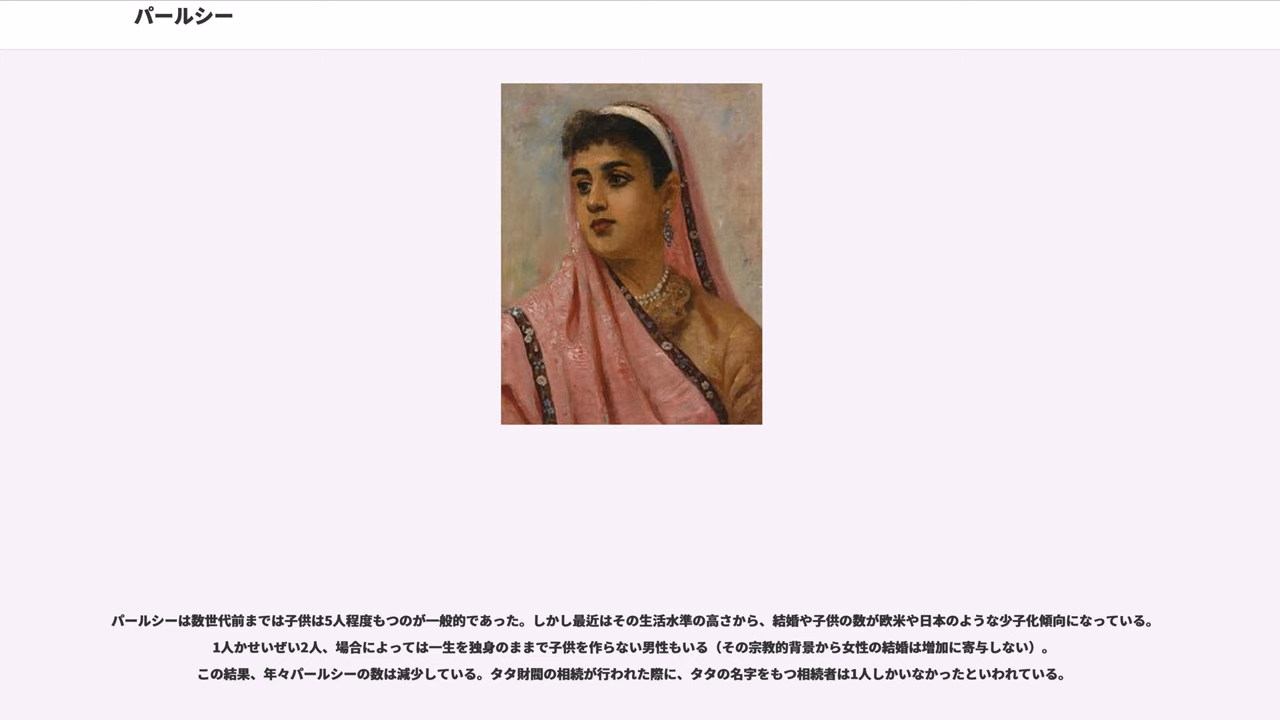 パールシー
パールシーは数世代前までは子供は5人程度もつのが一般的であった。しかし最近はその生活水準の高さから、結婚や子供の数が欧米や日本のような少子化傾向になっている。
1人かせいぜい2人、場合によっては一生を独身のままで子供を作らない男性もいる（その宗教的背景から女性の結婚は増加に寄与しない）。
この結果、年々パールシーの数は減少している。タタ財閥の相続が行われた際に、タタの名字をもつ相続者は1人しかいなかったといわれている。